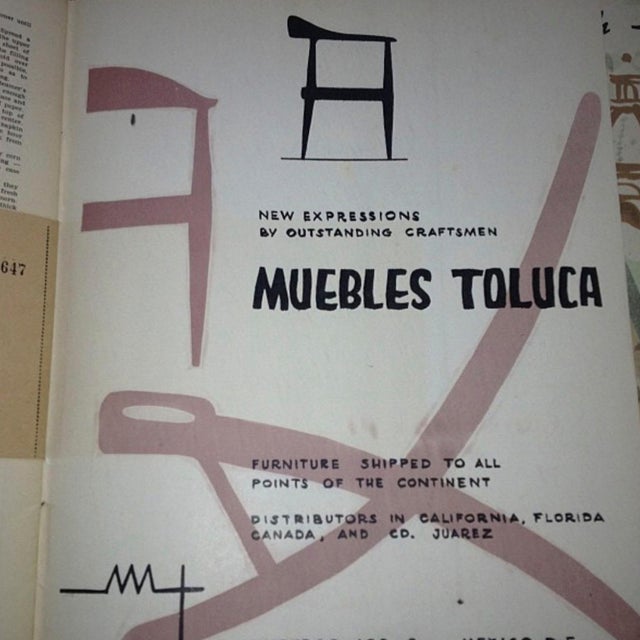 NEW EXPRESSIONS
BY OUTSTANDING CRAFTSMEN
MUEBLES TOLUCA
FURNITURE SHIPPED TO ALL
POINTS OF THE CONTINENT
DISTRIBUTORS IN CALIFORNIA, FLORIDA
CANADA, AND CD. JUAREZ
647